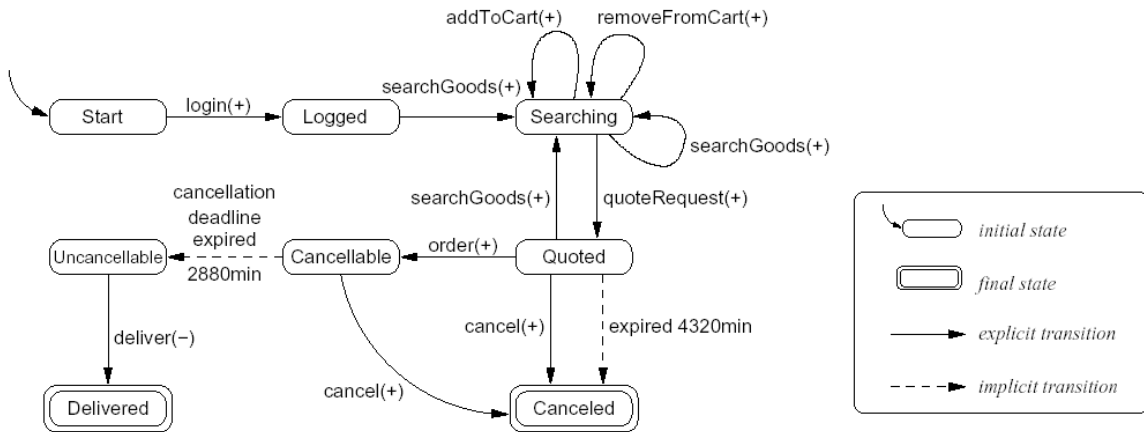 addToCart(+)
removeFromCart(+)
searchGoods(+)
login(+)
Start
Logged
Searching
searchGoods(+)
searchGoods(+)
quoteRequest(+)
cancellation
deadline
expired
2880min
order(+)
Uncancellable
Cancellable
Quoted
deliver(−)
cancel(+)
expired 4320min
cancel(+)
Delivered
Canceled
initial state
final state
explicit transition
implicit transition